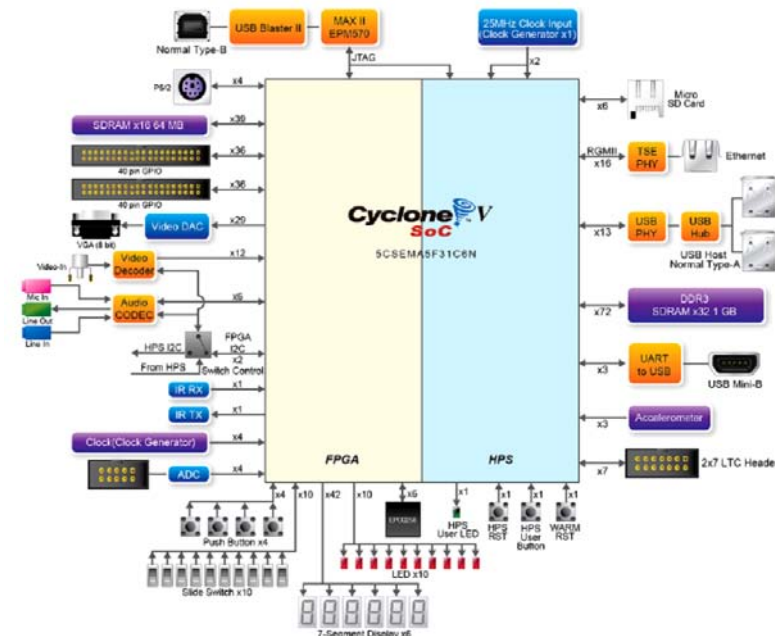 Normal Type-B
USB Blaster II
MAX II
EPM570
25MHz Clock Input
(Clock Generator x1)
JTAG
x2
PS/2
x4
SDRAM x16 64 MB
x39
x36
40 pin GPIO
x36
40 pin GPIO
Video DAC
x29
VGA (8 bit)
Video-In
Video
Decoder
x12
Mic In
Line Out
Line In
Audio
CODEC
x6
HPS I2C
From HPS
FPGA
I2C
x2
Switch Control
IR RX
x1
IR TX
x1
Clock(Clock Generator)
x4
ADC
x4
Cyclone V
SoC
5CSEMA5F31C6N
FPGA
HPS
x6
Micro
SD Card
RGMII
x16
TSE
PHY
Ethernet
x13
USB
PHY
USB
Hub
USB Host
Normal Type-A
x72
DDR3
SDRAM x32 1 GB
x3
UART
to USB
USB Mini-B
x3
Accelerometer
x7
2x7 LTC Heade
x4
x10
x42
x10
x6
x1
x1
x1
x1
Push Button x4
Slide Switch x10
7-Segment Display x6
LED x10
HPS
User LED
HPS
RST
HPS
User
Button
WARM
RST